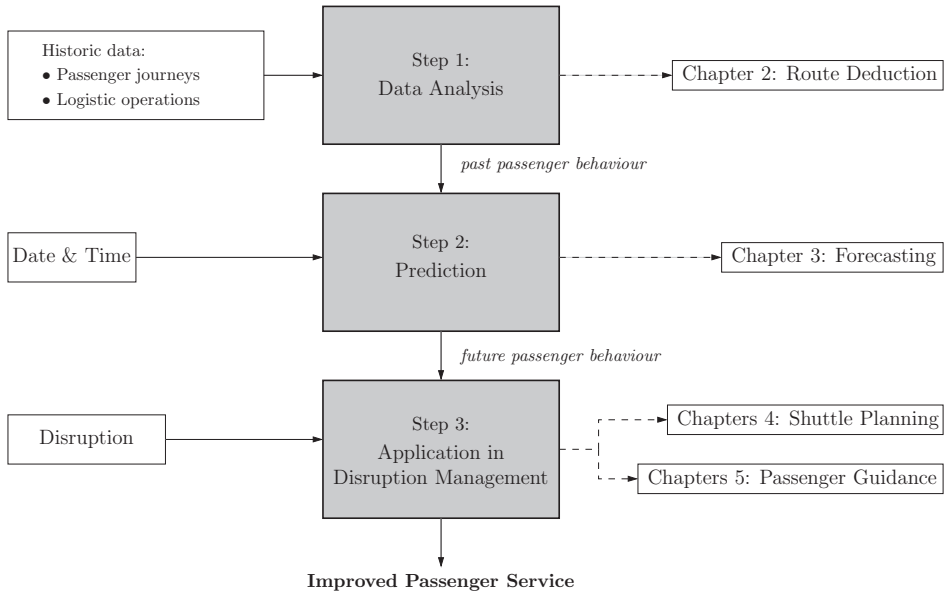 Historic data:
• Passenger journeys
• Logistic operations
Step 1:
Data Analysis
Chapter 2: Route Deduction
past passenger behaviour
Date & Time
Step 2:
Prediction
Chapter 3: Forecasting
future passenger behaviour
Disruption
Step 3:
Application in
Disruption Management
Chapters 4: Shuttle Planning
Chapters 5: Passenger Guidance
Improved Passenger Service